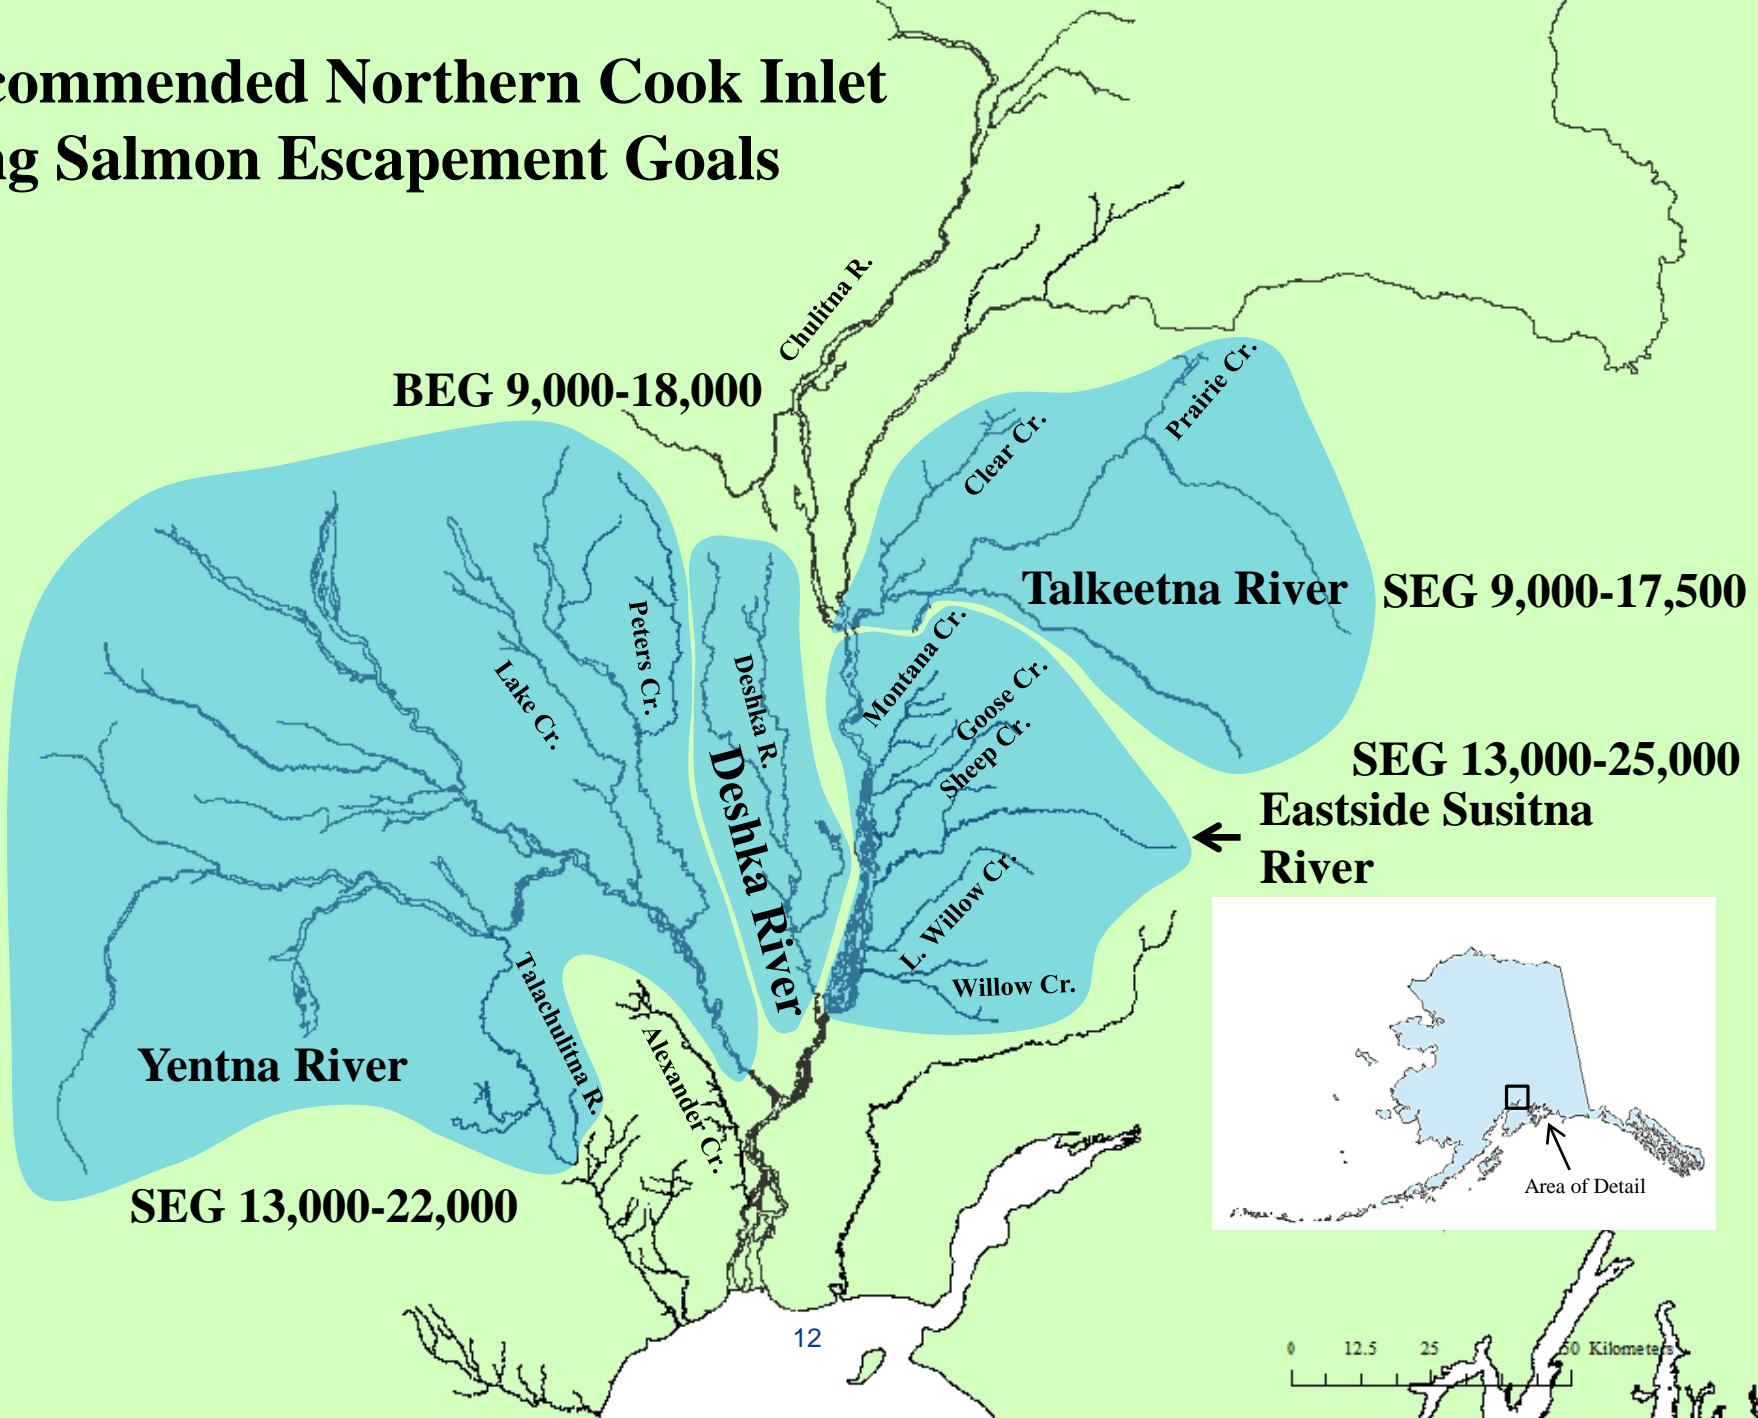 commended Northern Cook Inlet
g Salmon Escapement Goals
Chulitna R.
BEG 9,000-18,000
Prairie Cr.
Clear Cr.
Talkeetna River
SEG 9,000-17,500
Peters Cr.
Lake Cr.
Deshka R.
Deshka River
Montana Cr.
Goose Cr.
Sheep Cr.
SEG 13,000-25,000
Eastside Susitna
River
L. Willow Cr.
Willow Cr.
Talachulitna R.
Alexander Cr.
Yentna River
SEG 13,000-22,000
Area of Detail
12
0 12.5 25 50 Kilometers